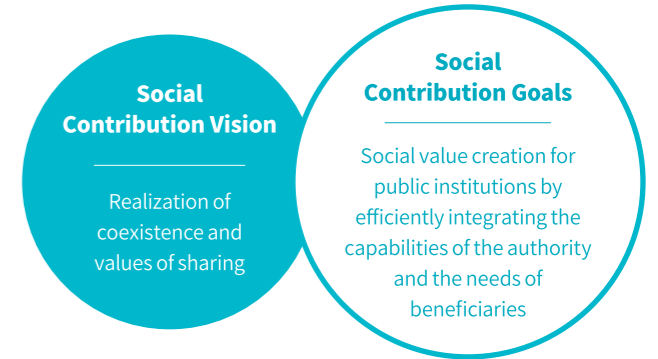 Social
Contribution Vision
Realization of
coexistence and
values of sharing
Social
Contribution Goals
Social value creation for
public institutions by
efficiently integrating the
capabilities of the authority
and the needs of
beneficiaries